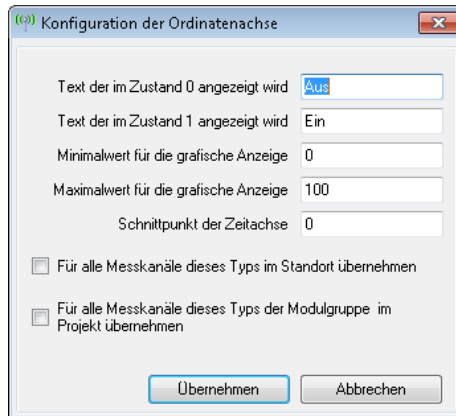 Konfiguration der Ordinatenachse
Text der im Zustand 0 angezeigt wird Aus
Text der im Zustand 1 angezeigt wird Ein
Minimalwert für die grafische Anzeige 0
Maximalwert für die grafische Anzeige 100
Schnittpunkt der Zeitachse 0
Für alle Messkanäle dieses Typs im Standort übernehmen
Für alle Messkanäle dieses Typs der Modulgruppe im
Projekt übernehmen
Übernehmen Abbrechen